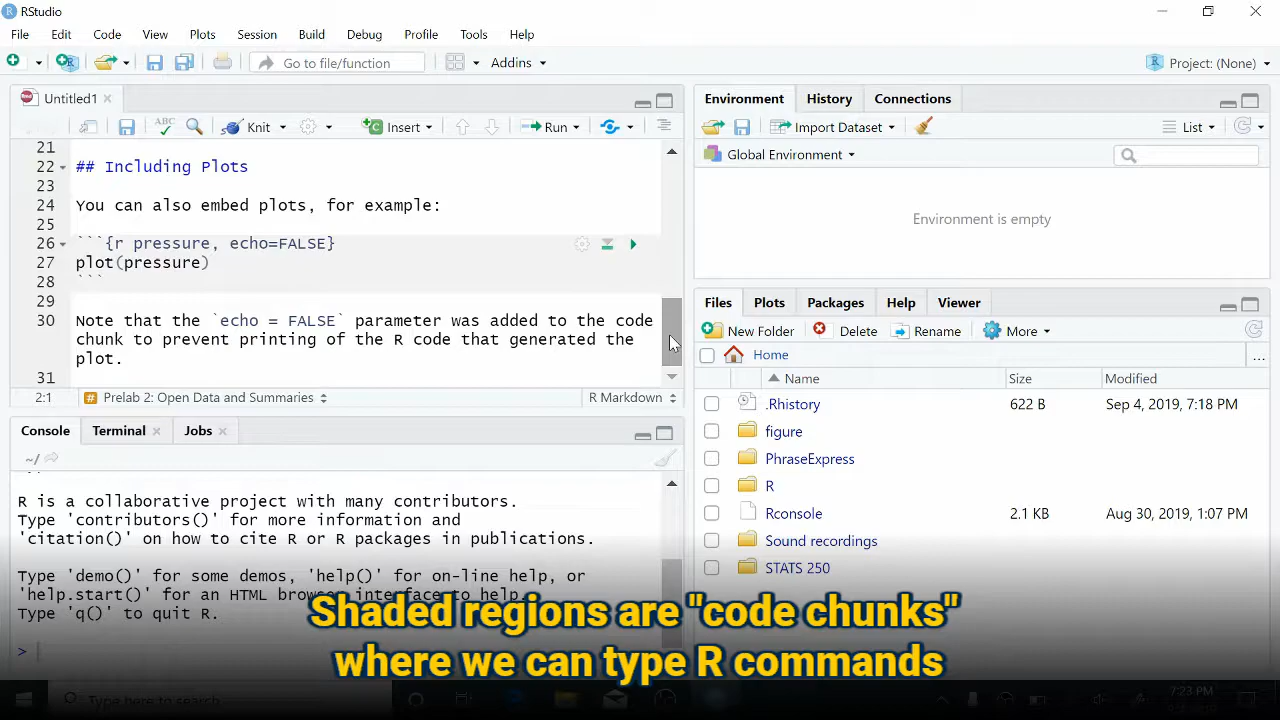 RStudio
File Edit Code View Plots Session Build Debug Profile Tools Help
Go to file/function Addins Project: (None)
Untitled1
ABC Knit Insert Run
21
22 ## Including Plots
23
24 You can also embed plots, for example:
25
26 ```{r pressure, echo=FALSE}
27 plot(pressure)
28 ```
29
30 Note that the `echo = FALSE` parameter was added to the code
chunk to prevent printing of the R code that generated the
plot.
31
2:1 # Prelab 2: Open Data and Summaries R Markdown
Console Terminal Jobs
~/
R is a collaborative project with many contributors.
Type 'contributors()' for more information and
'citation()' on how to cite R or R packages in publications.
Type 'demo()' for some demos, 'help()' for on-line help, or
'help.start()' for an HTML browser interface to help.
Type 'q()' to quit R.
>
Environment History Connections
Import Dataset List
Global Environment
Environment is empty
Files Plots Packages Help Viewer
New Folder Delete Rename More
Home ...
Name Size Modified
.Rhistory 622 B Sep 4, 2019, 7:18 PM
figure
PhraseExpress
R
Rconsole 2.1 KB Aug 30, 2019, 1:07 PM
Sound recordings
STATS 250
Shaded regions are "code chunks"
where we can type R commands
Type here to search
7:23 PM